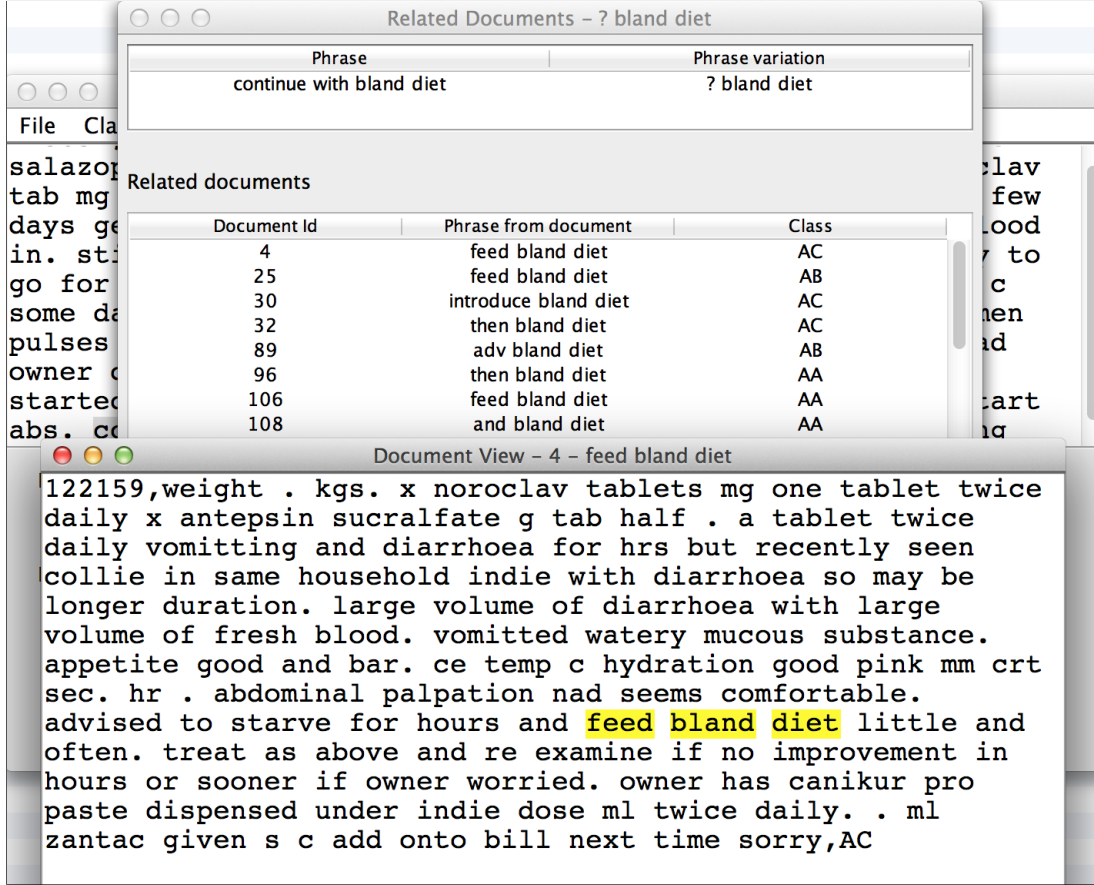 Related Documents – ? bland diet
Phrase Phrase variation
continue with bland diet ? bland diet
File Cla
salazop clav
tab mg few
days ge lood
in. sti y to
go for c
some da men
pulses ad
owner c
started tart
abs. co ng
Related documents
Document Id Phrase from document Class
4 feed bland diet AC
25 feed bland diet AB
30 introduce bland diet AC
32 then bland diet AC
89 adv bland diet AB
96 then bland diet AA
106 feed bland diet AA
108 and bland diet AA
Document View – 4 – feed bland diet
122159,weight . kgs. x noroclav tablets mg one tablet twice
daily x antepsin sucralfate g tab half . a tablet twice
daily vomitting and diarrhoea for hrs but recently seen
collie in same household indie with diarrhoea so may be
longer duration. large volume of diarrhoea with large
volume of fresh blood. vomitted watery mucous substance.
appetite good and bar. ce temp c hydration good pink mm crt
sec. hr . abdominal palpation nad seems comfortable.
advised to starve for hours and feed bland diet little and
often. treat as above and re examine if no improvement in
hours or sooner if owner worried. owner has canikur pro
paste dispensed under indie dose ml twice daily. . ml
zantac given s c add onto bill next time sorry,AC